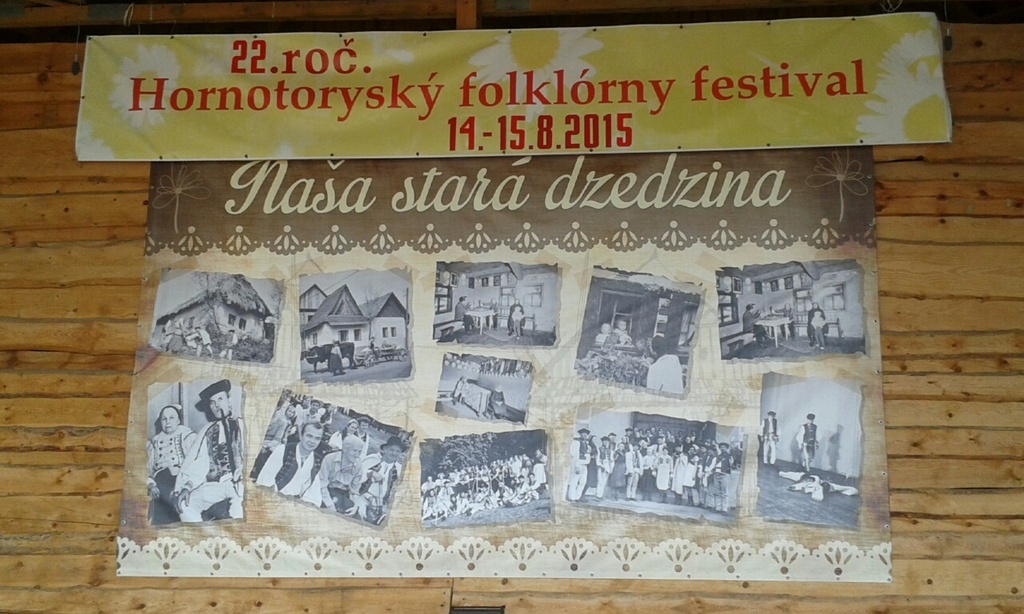 22.roč.
Hornotoryský folklórny festival
14.-15.8.2015
Naša stará dzedzina